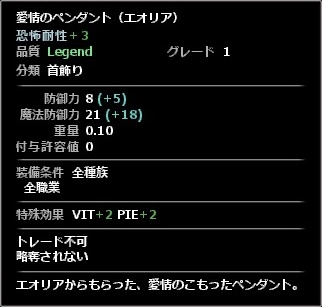 愛情のペンダント（エオリア）
恐怖耐性＋３
品質 Legend グレード 1
分類 首飾り
防御力 8 (+5)
魔法防御力 21 (+18)
重量 0.10
付与許容値 0
装備条件 全種族
全職業
特殊効果 VIT+2 PIE+2
トレード不可
略奪されない
エオリアからもらった、愛情のこもったペンダント。